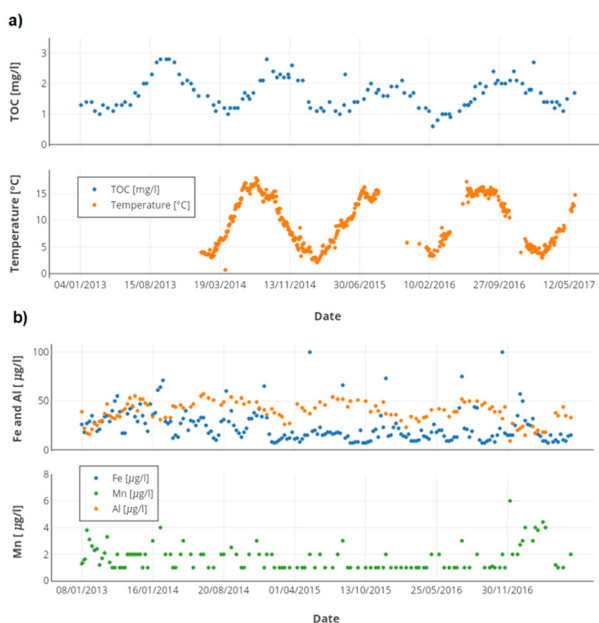 a)
3
2
1
0
TOC [mg/l]
15
10
5
0
Temperature [°C]
TOC [mg/l]
Temperature [°C]
04/01/2013 15/08/2013 19/03/2014 13/11/2014 30/06/2015 10/02/2016 27/09/2016 12/05/2017
Date
b)
100
50
0
Fe and Al [ µg/l]
8
6
4
2
0
Mn [ µg/l]
Fe [µg/l]
Mn [µg/l]
Al [µg/l]
08/01/2013 16/01/2014 20/08/2014 01/04/2015 13/10/2015 25/05/2016 30/11/2016
Date